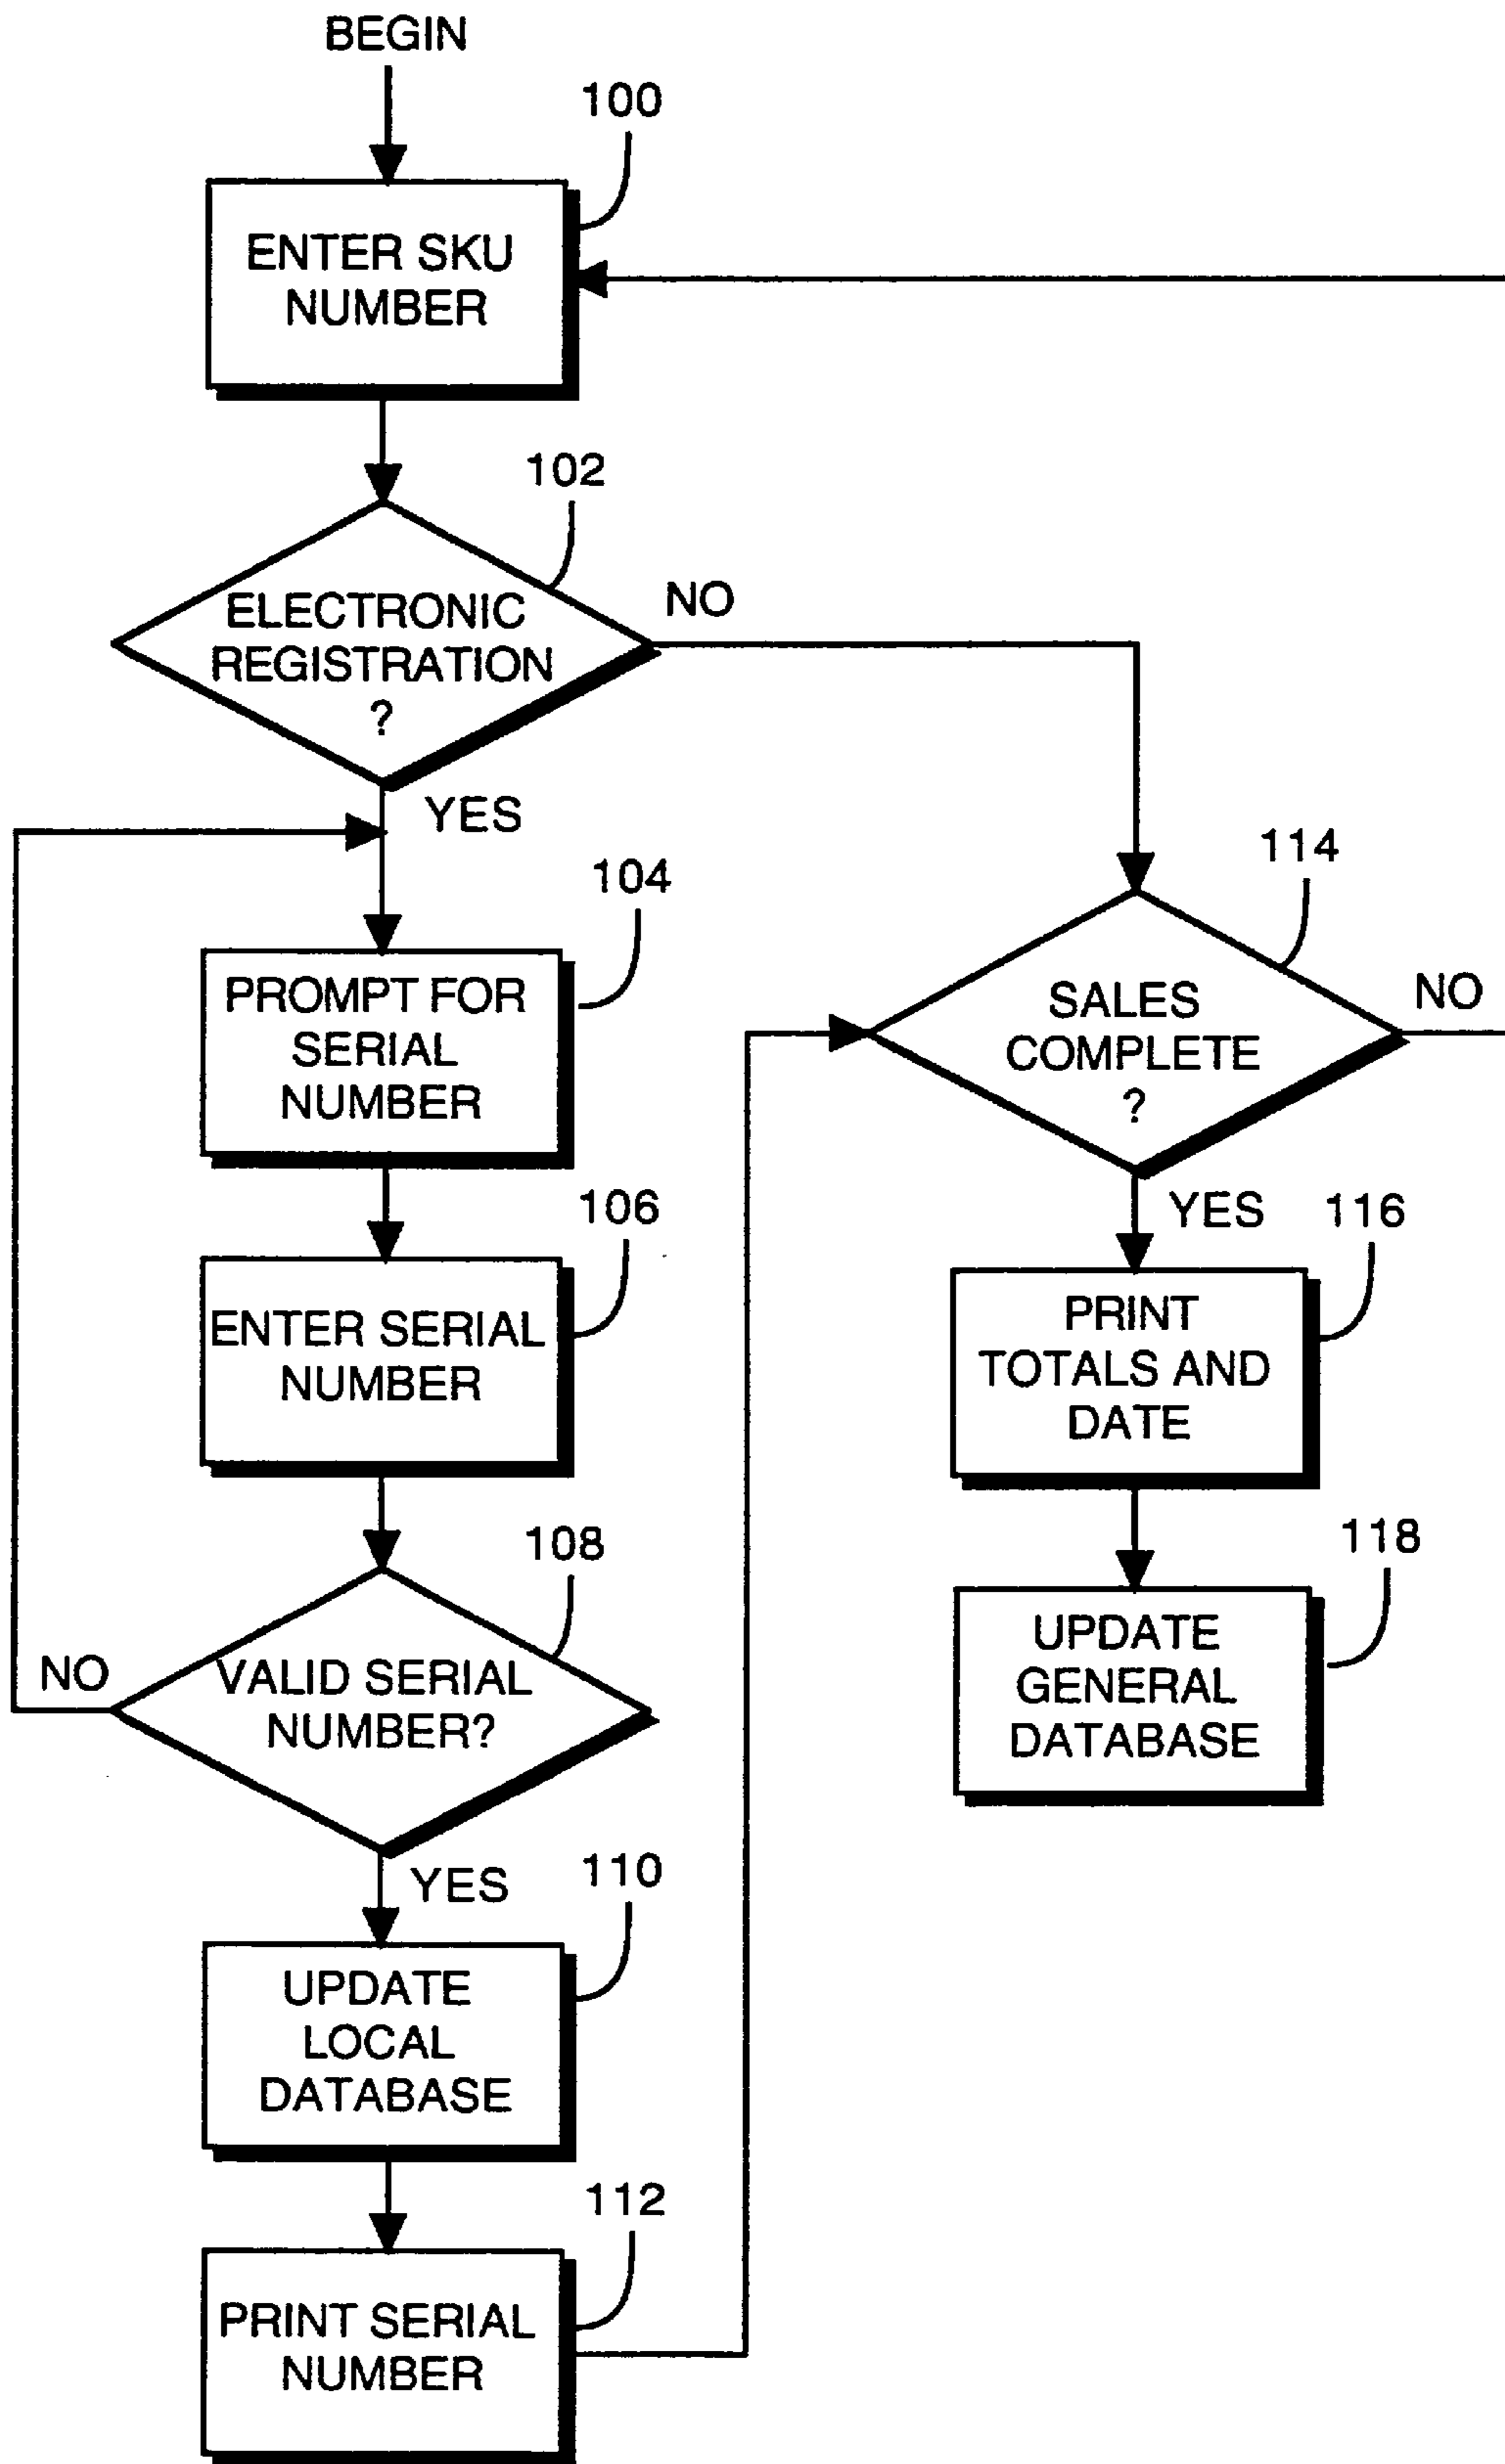 BEGIN
100
ENTER SKU
NUMBER
102
ELECTRONIC
REGISTRATION
?
NO
YES
104
PROMPT FOR
SERIAL
NUMBER
106
ENTER SERIAL
NUMBER
108
VALID SERIAL
NUMBER?
NO
YES
110
UPDATE
LOCAL
DATABASE
112
PRINT SERIAL
NUMBER
114
SALES
COMPLETE
?
NO
YES
116
PRINT
TOTALS AND
DATE
118
UPDATE
GENERAL
DATABASE